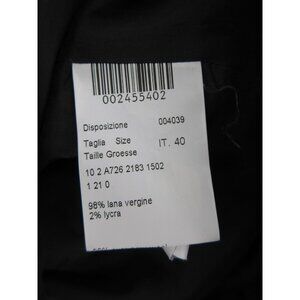 002455402
Disposizione 004039
Taglia Size IT. 40
Taille Groesse
10 2 A726 2183 1502
1 21 0
98% lana vergine
2% lycra